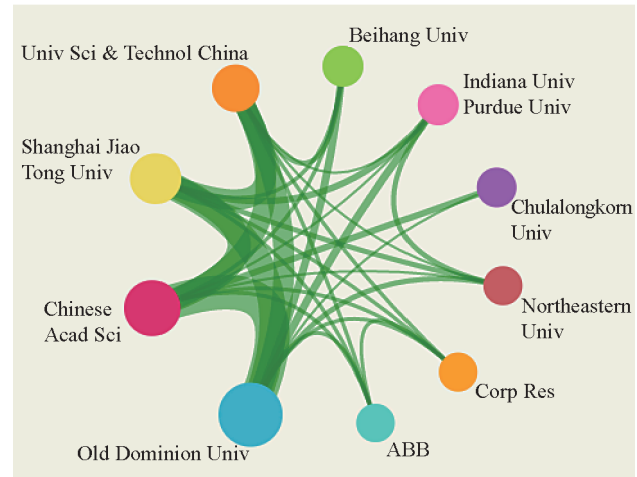 Beihang Univ
Univ Sci & Technol China
Indiana Univ
Purdue Univ
Shanghai Jiao
Tong Univ
Chulalongkorn
Univ
Chinese
Acad Sci
Northeastern
Univ
Corp Res
Old Dominion Univ
ABB